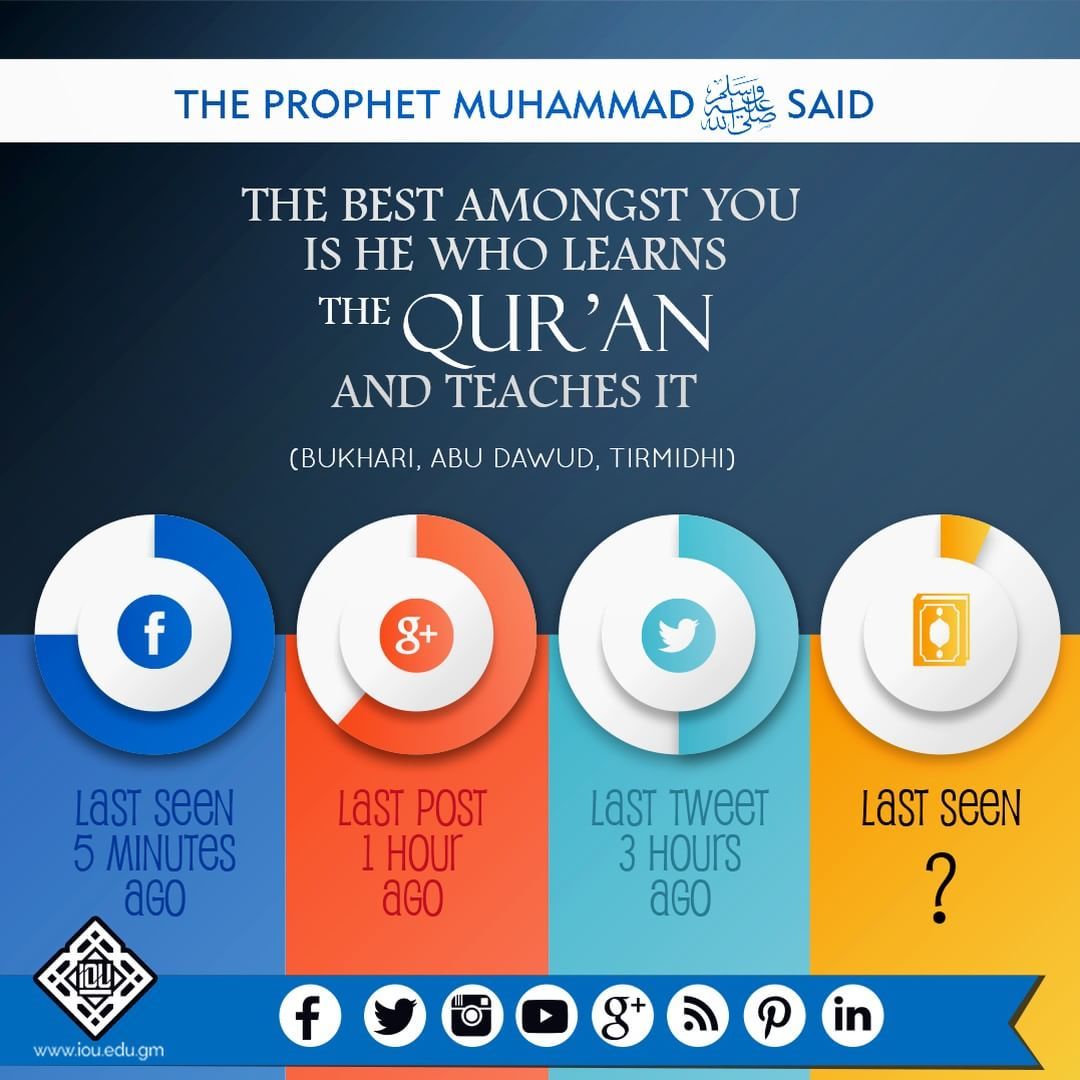 THE PROPHET MUHAMMAD ﷺ SAID
THE BEST AMONGST YOU
IS HE WHO LEARNS
THE QUR'AN
AND TEACHES IT
(BUKHARI, ABU DAWUD, TIRMIDHI)
f
g+
LAST SEEN
5 MINUTES
AGO
LAST POST
1 HOUR
AGO
LAST TWEET
3 HOURS
AGO
LAST SEEN
?
IOU
www.iou.edu.gm
f
g+
in